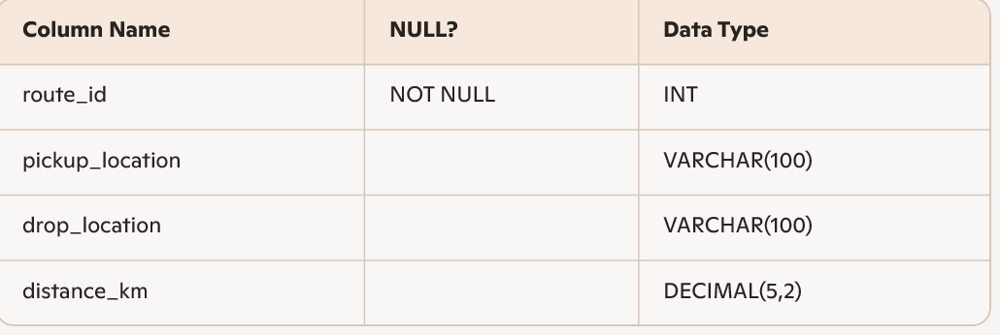 Column Name NULL? Data Type
route_id NOT NULL INT
pickup_location VARCHAR(100)
drop_location VARCHAR(100)
distance_km DECIMAL(5,2)